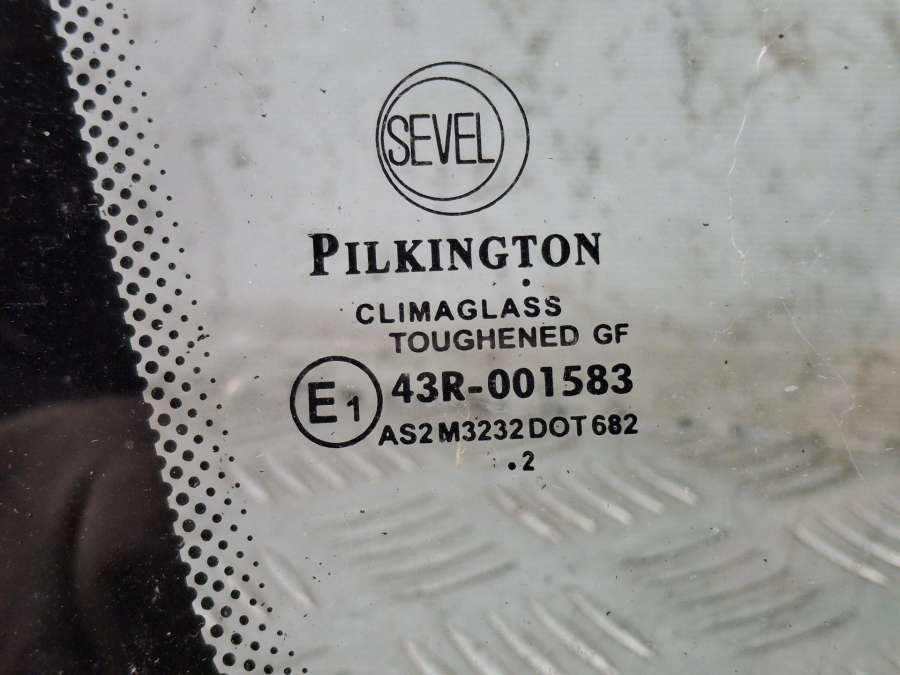 SEVEL
PILKINGTON
CLIMAGLASS
TOUGHENED GF
E1 43R-001583
AS2 M3232 DOT 682
.2